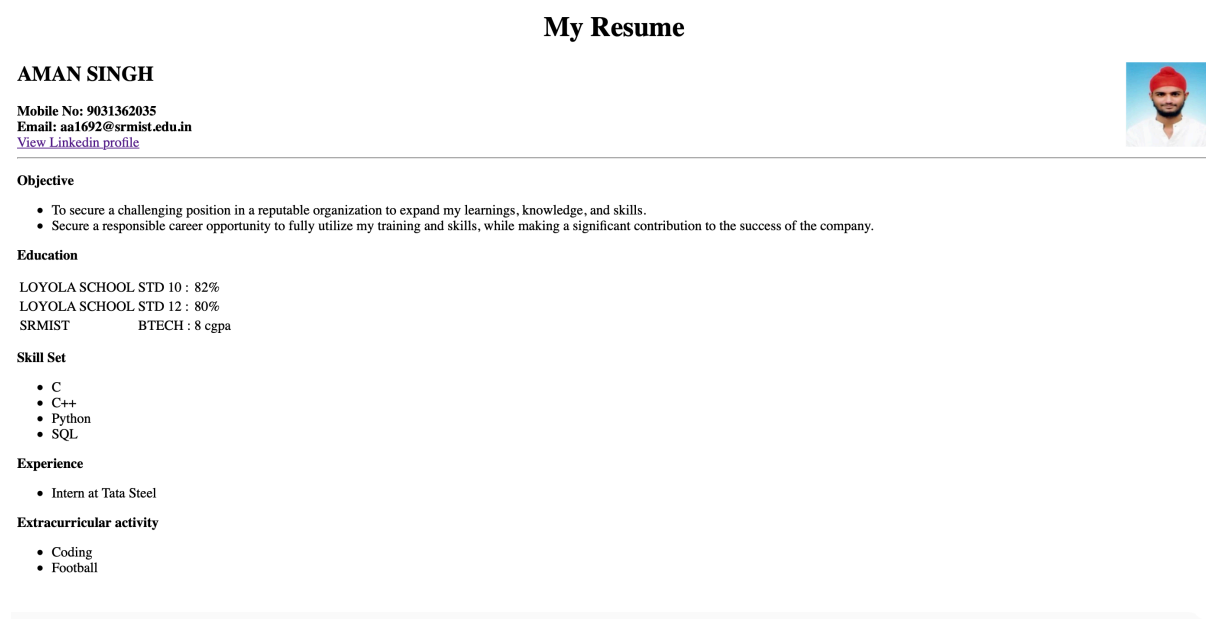 My Resume
AMAN SINGH
Mobile No: 9031362035
Email: aa1692@srmist.edu.in
View Linkedin profile
Objective
• To secure a challenging position in a reputable organization to expand my learnings, knowledge, and skills.
• Secure a responsible career opportunity to fully utilize my training and skills, while making a significant contribution to the success of the company.
Education
LOYOLA SCHOOL STD 10 : 82%
LOYOLA SCHOOL STD 12 : 80%
SRMIST BTECH : 8 cgpa
Skill Set
• C
• C++
• Python
• SQL
Experience
• Intern at Tata Steel
Extracurricular activity
• Coding
• Football